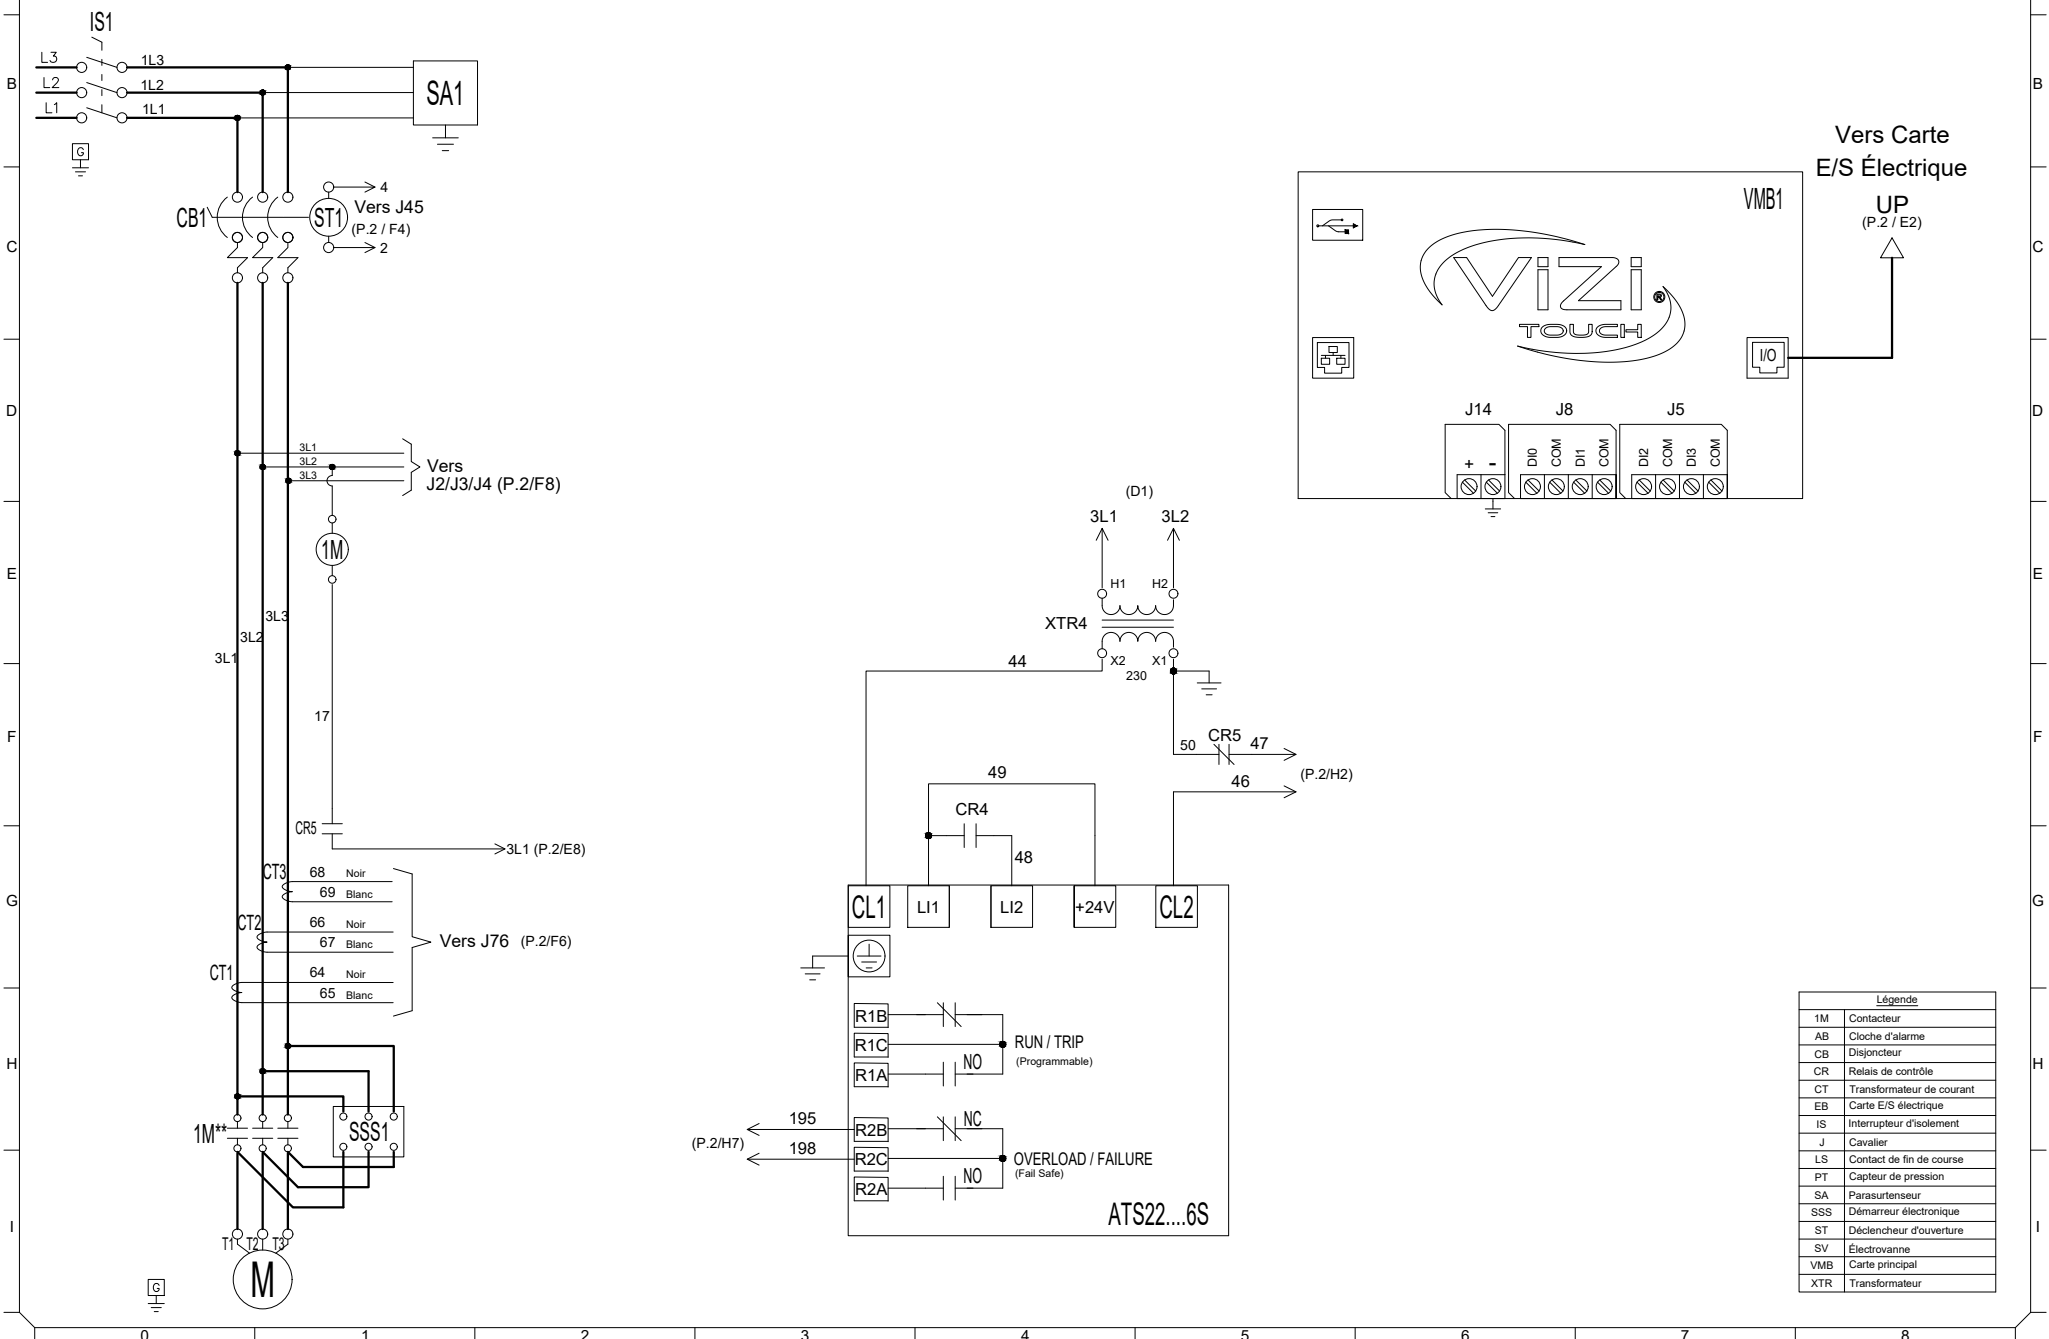 IS1
L3
1L3
L2
1L2
L1
1L1
SA1
G
CB1
ST1
4
Vers J45
(P.2 / F4)
2
3L1
3L2
3L3
Vers
J2/J3/J4 (P.2/F8)
1M
3L3
3L2
3L1
17
CR5
3L1 (P.2/E8)
CT3
68 Noir
69 Blanc
CT2
66 Noir
67 Blanc
Vers J76 (P.2/F6)
CT1
64 Noir
65 Blanc
1M**
SSS1
T1 T2 T3
M
G
VMB1
Vers Carte
E/S Électrique
UP
(P.2 / E2)
ViZi
®
TOUCH
I/O
J14 J8 J5
+ - DI0 COM DI1 COM DI2 COM DI3 COM
(D1)
3L1 3L2
H1 H2
XTR4
X2 X1
230
44
50 CR5 47
(P.2/H2)
46
49
CR4
48
CL1 LI1 LI2 +24V CL2
R1B
R1C
RUN / TRIP
(Programmable)
R1A
NO
195
R2B
NC
(P.2/H7)
198
R2C
OVERLOAD / FAILURE
(Fail Safe)
R2A
NO
ATS22....6S
Légende
1M Contacteur
AB Cloche d'alarme
CB Disjoncteur
CR Relais de contrôle
CT Transformateur de courant
EB Carte E/S électrique
IS Interrupteur d'isolement
J Cavalier
LS Contact de fin de course
PT Capteur de pression
SA Parasurtenseur
SSS Démarreur électronique
ST Déclencheur d'ouverture
SV Électrovanne
VMB Carte principal
XTR Transformateur
B
C
D
E
F
G
H
I
B
C
D
E
F
G
H
I
0 1 2 3 4 5 6 7 8